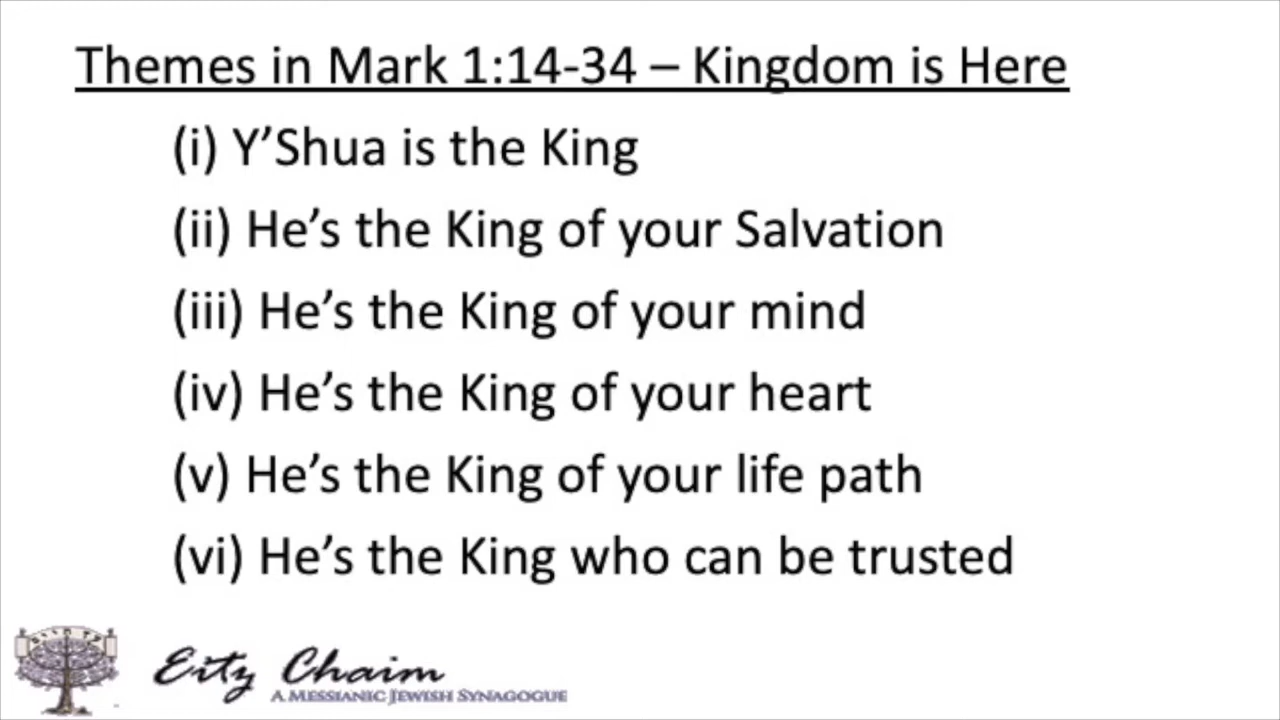 Themes in Mark 1:14-34 – Kingdom is Here
(i) Y’Shua is the King
(ii) He’s the King of your Salvation
(iii) He’s the King of your mind
(iv) He’s the King of your heart
(v) He’s the King of your life path
(vi) He’s the King who can be trusted
Eitz Chaim
A Messianic Jewish Synagogue